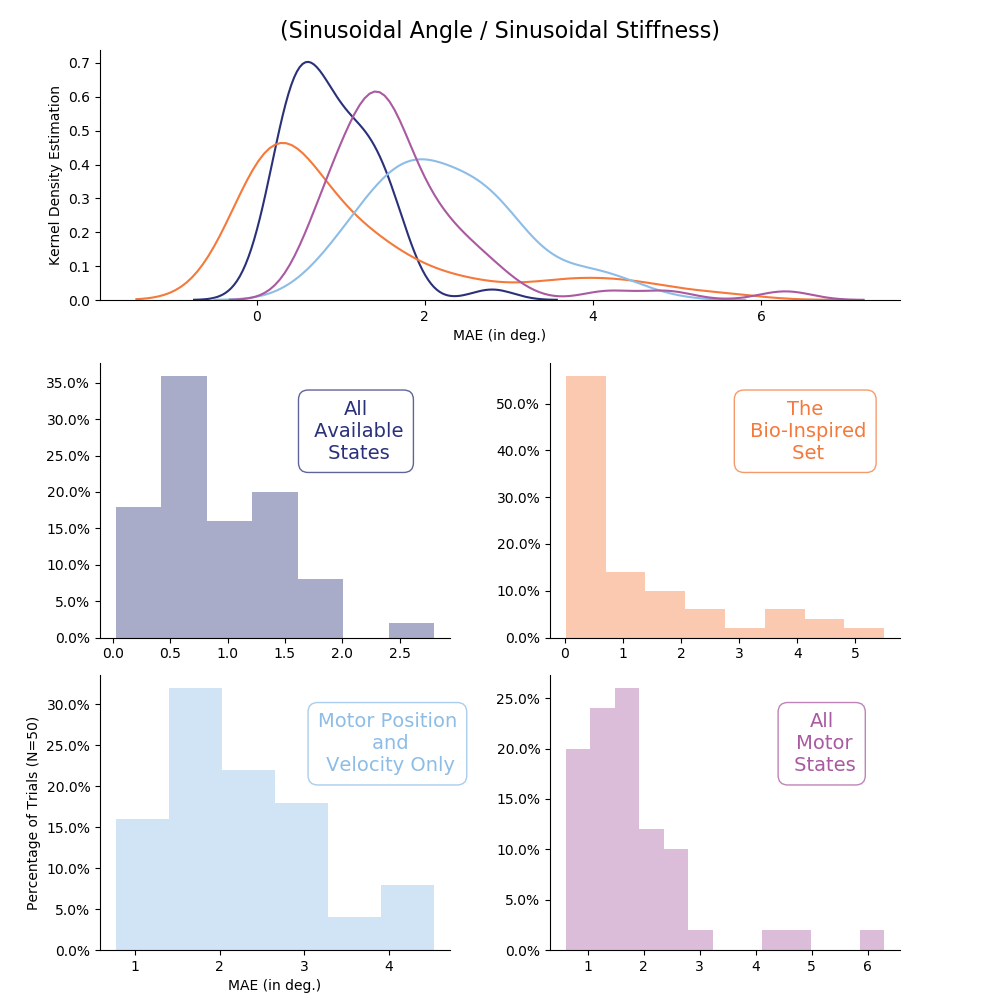 (Sinusoidal Angle / Sinusoidal Stiffness)
Kernel Density Estimation
0.7
0.6
0.5
0.4
0.3
0.2
0.1
0.0
0 2 4 6
MAE (in deg.)
35.0%
30.0%
25.0%
20.0%
15.0%
10.0%
5.0%
0.0%
All
Available
States
0.0 0.5 1.0 1.5 2.0 2.5
50.0%
40.0%
30.0%
20.0%
10.0%
0.0%
The
Bio-Inspired
Set
0 1 2 3 4 5
Percentage of Trials (N=50)
30.0%
25.0%
20.0%
15.0%
10.0%
5.0%
0.0%
Motor Position
and
Velocity Only
1 2 3 4
MAE (in deg.)
25.0%
20.0%
15.0%
10.0%
5.0%
0.0%
All
Motor
States
1 2 3 4 5 6